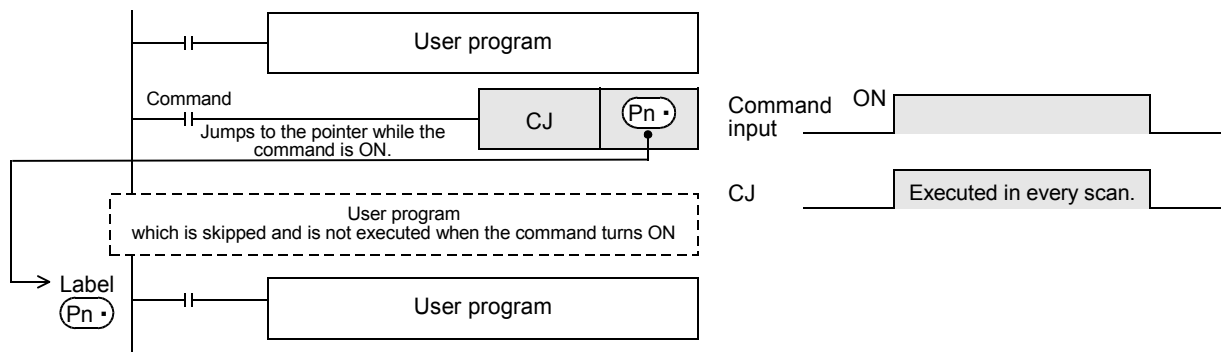 User program
Command
CJ
Pn
Jumps to the pointer while the
command is ON.
User program
which is skipped and is not executed when the command turns ON
Label
Pn
User program
Command
input
ON
CJ
Executed in every scan.